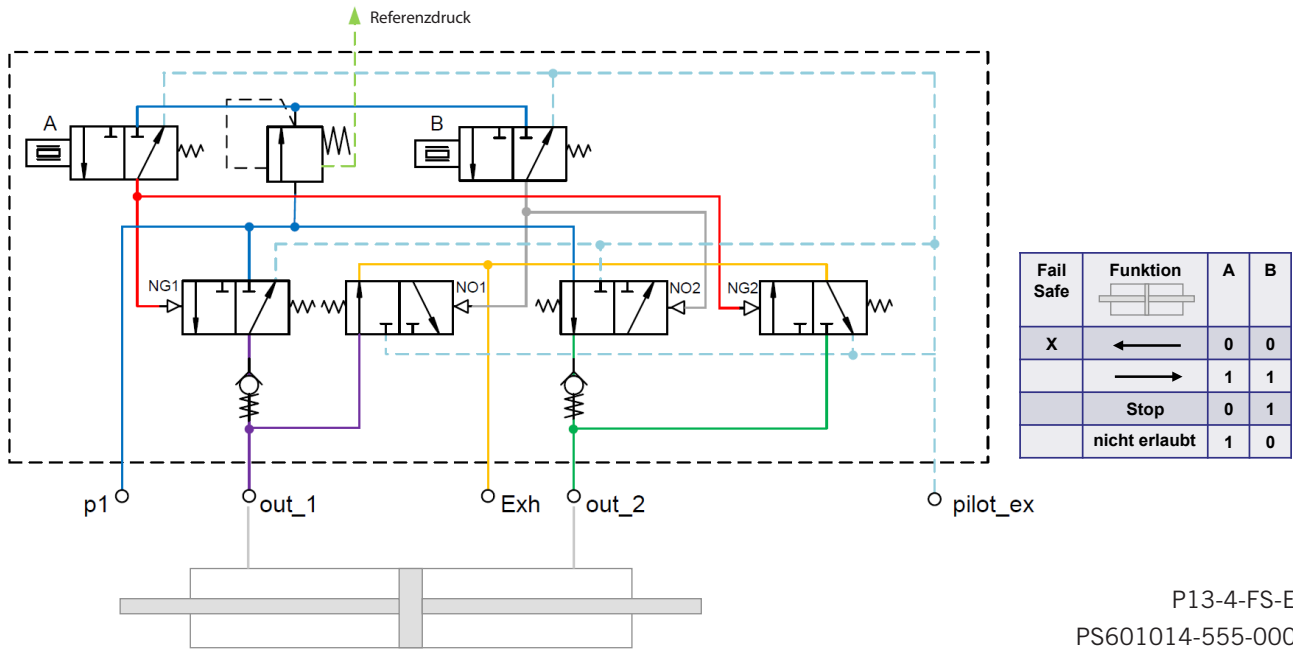 Referenzdruck
A
B
NG1
NO1
NO2
NG2
p1
out_1
Exh
out_2
pilot_ex
Fail Safe
Funktion
A
B
X
0
0
1
1
Stop
0
1
nicht erlaubt
1
0
P13-4-FS-E
PS601014-555-000